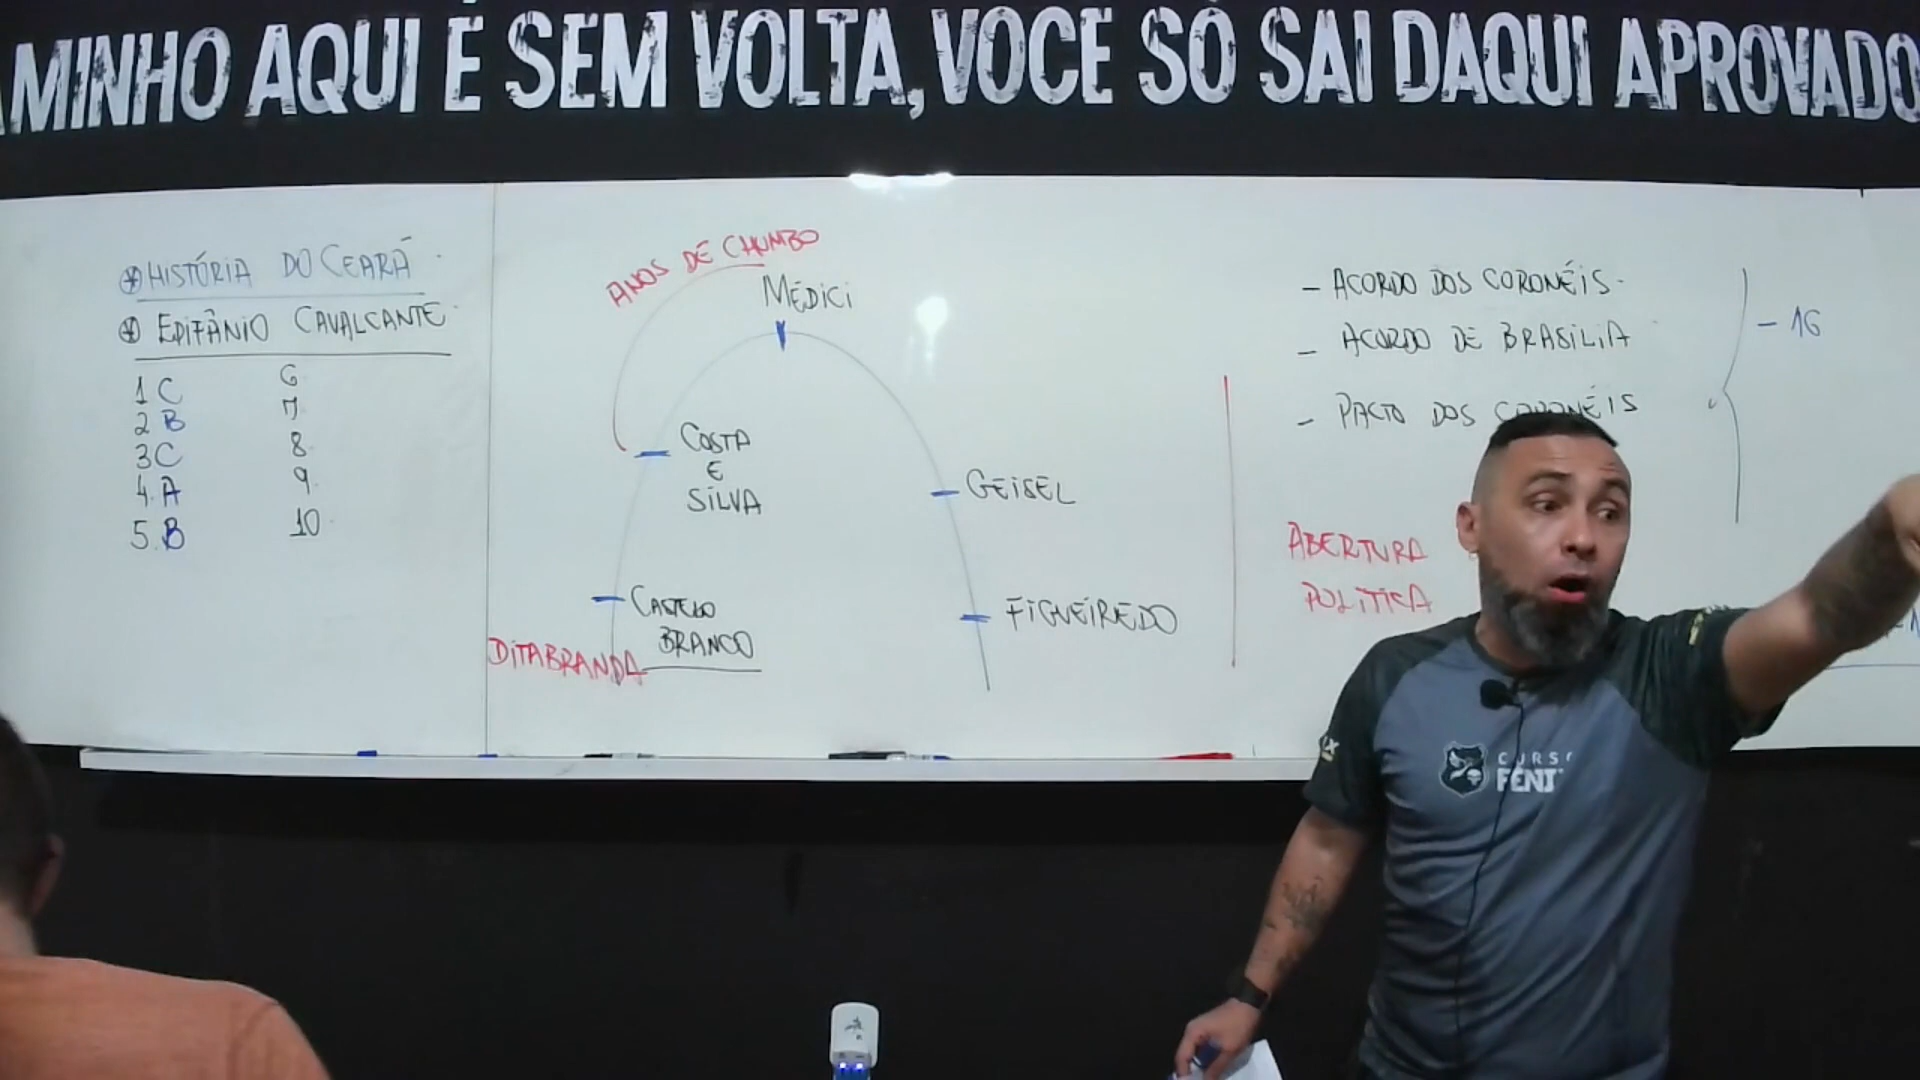 AMINHO AQUI É SEM VOLTA, VOCE SÓ SAI DAQUI APROVADO
HISTÓRIA DO CEARÁ
EPIFÂNIO CAVALCANTE
1 C 6
2 B 7
3 C 8
4. A 9
5. B 10
ANOS DE CHUMBO
MÉDICI
COSTA
E
SILVA
CASTELO
BRANCO
DITABRANDA
GEISEL
FIGUEIREDO
- ACORDO DOS CORONÉIS
- ACORDO DE BRASILIA
- PACTO DOS CORONÉIS
- 16
ABERTURA
POLITICA
CURSO
FENI